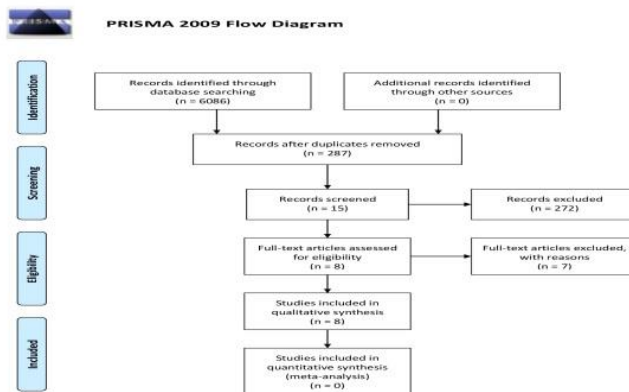 PRISMA 2009 Flow Diagram
Identification
Records identified through
database searching
(n = 6086)
Additional records identified
through other sources
(n = 0)
Records after duplicates removed
(n = 287)
Screening
Records screened
(n = 15)
Records excluded
(n = 272)
Eligibility
Full-text articles assessed
for eligibility
(n = 8)
Full-text articles excluded,
with reasons
(n = 7)
Studies included in
qualitative synthesis
(n = 8)
Included
Studies included in
quantitative synthesis
(meta-analysis)
(n = 0)